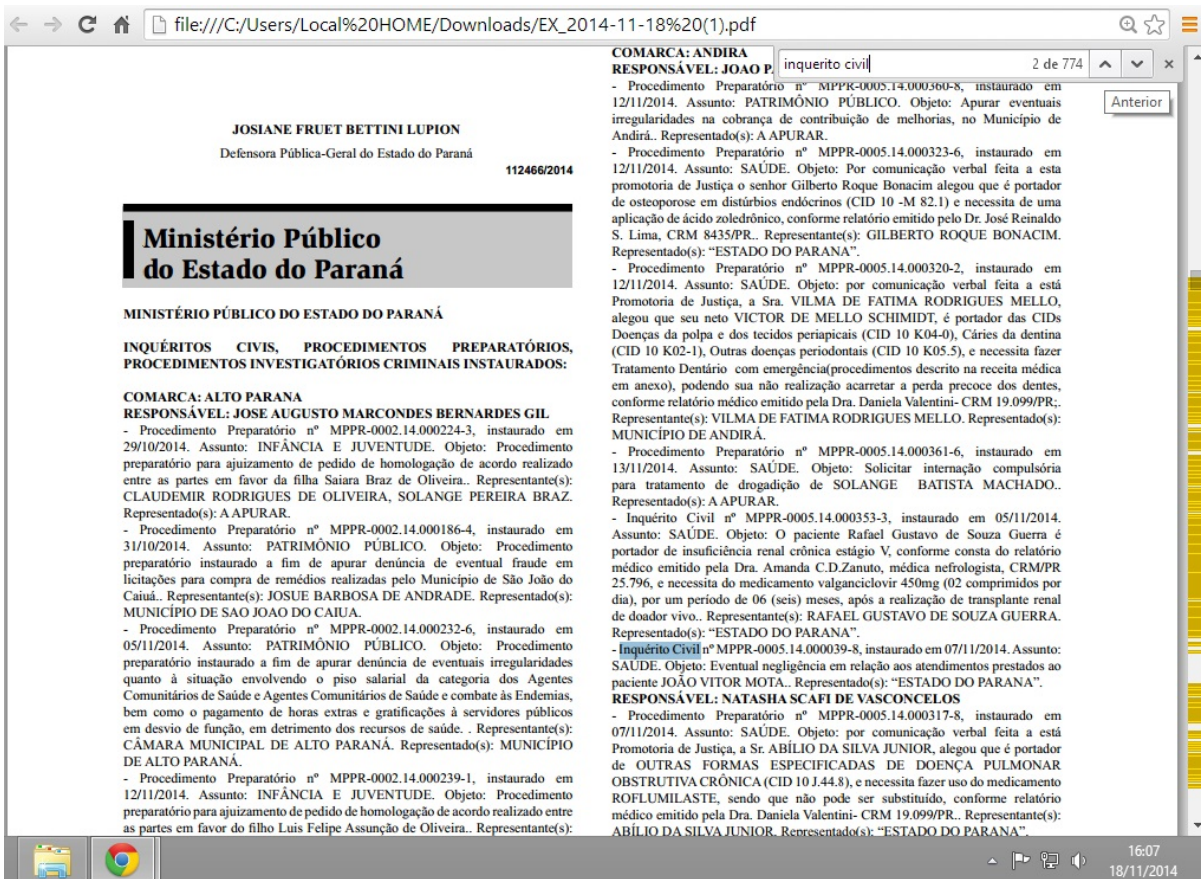 file:///C:/Users/Local%20HOME/Downloads/EX_2014-11-18%20(1).pdf
inquerito civil
2 de 774
Anterior
JOSIANE FRUET BETTINI LUPION
Defensora Pública-Geral do Estado do Paraná
112466/2014
Ministério Público
do Estado do Paraná
MINISTÉRIO PÚBLICO DO ESTADO DO PARANÁ
INQUÉRITOS CIVIS, PROCEDIMENTOS PREPARATÓRIOS,
PROCEDIMENTOS INVESTIGATÓRIOS CRIMINAIS INSTAURADOS:
COMARCA: ALTO PARANA
RESPONSÁVEL: JOSE AUGUSTO MARCONDES BERNARDES GIL
- Procedimento Preparatório nº MPPR-0002.14.000224-3, instaurado em
29/10/2014. Assunto: INFÂNCIA E JUVENTUDE. Objeto: Procedimento
preparatório para ajuizamento de pedido de homologação de acordo realizado
entre as partes em favor da filha Saiara Braz de Oliveira.. Representante(s):
CLAUDEMIR RODRIGUES DE OLIVEIRA, SOLANGE PEREIRA BRAZ.
Representado(s): A APURAR.
- Procedimento Preparatório nº MPPR-0002.14.000186-4, instaurado em
31/10/2014. Assunto: PATRIMÔNIO PÚBLICO. Objeto: Procedimento
preparatório instaurado a fim de apurar denúncia de eventual fraude em
licitações para compra de remédios realizadas pelo Município de São João do
Caiuá.. Representante(s): JOSUE BARBOSA DE ANDRADE. Representado(s):
MUNICÍPIO DE SAO JOAO DO CAIUA.
- Procedimento Preparatório nº MPPR-0002.14.000232-6, instaurado em
05/11/2014. Assunto: PATRIMÔNIO PÚBLICO. Objeto: Procedimento
preparatório instaurado a fim de apurar denúncia de eventuais irregularidades
quanto à situação envolvendo o piso salarial da categoria dos Agentes
Comunitários de Saúde e Agentes Comunitários de Saúde e combate às Endemias,
bem como o pagamento de horas extras e gratificações à servidores públicos
em desvio de função, em detrimento dos recursos de saúde. . Representante(s):
CÂMARA MUNICIPAL DE ALTO PARANÁ. Representado(s): MUNICÍPIO
DE ALTO PARANÁ.
- Procedimento Preparatório nº MPPR-0002.14.000239-1, instaurado em
12/11/2014. Assunto: INFÂNCIA E JUVENTUDE. Objeto: Procedimento
preparatório para ajuizamento de pedido de homologação de acordo realizado entre
as partes em favor do filho Luis Felipe Assunção de Oliveira.. Representante(s):
COMARCA: ANDIRA
RESPONSÁVEL: JOAO P
- Procedimento Preparatório nº MPPR-0005.14.000360-8, instaurado em
12/11/2014. Assunto: PATRIMÔNIO PÚBLICO. Objeto: Apurar eventuais
irregularidades na cobrança de contribuição de melhorias, no Município de
Andirá.. Representado(s): A APURAR.
- Procedimento Preparatório nº MPPR-0005.14.000323-6, instaurado em
12/11/2014. Assunto: SAÚDE. Objeto: Por comunicação verbal feita a esta
promotoria de Justiça o senhor Gilberto Roque Bonacim alegou que é portador
de osteoporose em distúrbios endócrinos (CID 10 -M 82.1) e necessita de uma
aplicação de ácido zoledrônico, conforme relatório emitido pelo Dr. José Reinaldo
S. Lima, CRM 8435/PR.. Representante(s): GILBERTO ROQUE BONACIM.
Representado(s): “ESTADO DO PARANA”.
- Procedimento Preparatório nº MPPR-0005.14.000320-2, instaurado em
12/11/2014. Assunto: SAÚDE. Objeto: por comunicação verbal feita a está
Promotoria de Justiça, a Sra. VILMA DE FATIMA RODRIGUES MELLO,
alegou que seu neto VICTOR DE MELLO SCHIMIDT, é portador das CIDs
Doenças da polpa e dos tecidos periapicais (CID 10 K04-0), Cáries da dentina
(CID 10 K02-1), Outras doenças periodontais (CID 10 K05.5), e necessita fazer
Tratamento Dentário com emergência(procedimentos descrito na receita médica
em anexo), podendo sua não realização acarretar a perda precoce dos dentes,
conforme relatório médico emitido pela Dra. Daniela Valentini- CRM 19.099/PR;.
Representante(s): VILMA DE FATIMA RODRIGUES MELLO. Representado(s):
MUNICÍPIO DE ANDIRÁ.
- Procedimento Preparatório nº MPPR-0005.14.000361-6, instaurado em
13/11/2014. Assunto: SAÚDE. Objeto: Solicitar internação compulsória
para tratamento de drogadição de SOLANGE BATISTA MACHADO..
Representado(s): A APURAR.
- Inquérito Civil nº MPPR-0005.14.000353-3, instaurado em 05/11/2014.
Assunto: SAÚDE. Objeto: O paciente Rafael Gustavo de Souza Guerra é
portador de insuficiência renal crônica estágio V, conforme consta do relatório
médico emitido pela Dra. Amanda C.D.Zanuto, médica nefrologista, CRM/PR
25.796, e necessita do medicamento valganciclovir 450mg (02 comprimidos por
dia), por um período de 06 (seis) meses, após a realização de transplante renal
de doador vivo.. Representante(s): RAFAEL GUSTAVO DE SOUZA GUERRA.
Representado(s): “ESTADO DO PARANA”.
- Inquérito Civil nº MPPR-0005.14.000039-8, instaurado em 07/11/2014. Assunto:
SAÚDE. Objeto: Eventual negligência em relação aos atendimentos prestados ao
paciente JOÃO VITOR MOTA.. Representado(s): “ESTADO DO PARANA”.
RESPONSÁVEL: NATASHA SCAFI DE VASCONCELOS
- Procedimento Preparatório nº MPPR-0005.14.000317-8, instaurado em
07/11/2014. Assunto: SAÚDE. Objeto: por comunicação verbal feita a está
Promotoria de Justiça, a Sr. ABÍLIO DA SILVA JUNIOR, alegou que é portador
de OUTRAS FORMAS ESPECIFICADAS DE DOENÇA PULMONAR
OBSTRUTIVA CRÔNICA (CID 10 J.44.8), e necessita fazer uso do medicamento
ROFLUMILASTE, sendo que não pode ser substituído, conforme relatório
médico emitido pela Dra. Daniela Valentini- CRM 19.099/PR.. Representante(s):
ABÍLIO DA SILVA JUNIOR. Representado(s): “ESTADO DO PARANA”.
16:07
18/11/2014